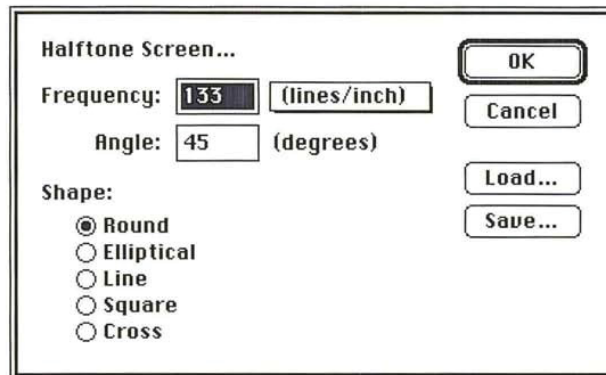 Halftone Screen...
Frequency: 133 (lines/inch)
Angle: 45 (degrees)
Shape:
Round
Elliptical
Line
Square
Cross
OK
Cancel
Load...
Save...